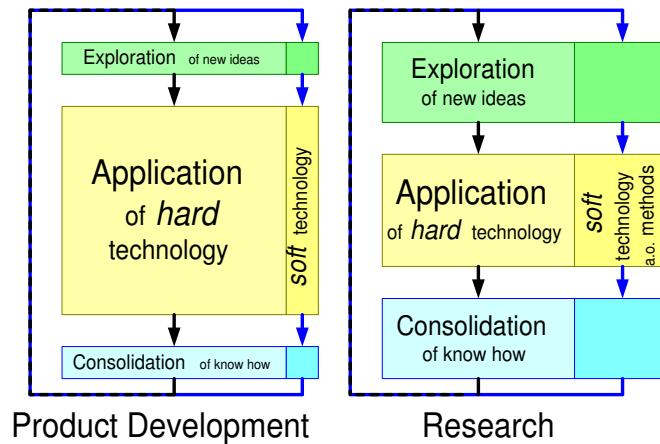 Exploration of new ideas
Application
of hard
technology
soft technology
Consolidation of know how
Product Development
Exploration
of new ideas
Application
of hard technology
soft
technology
a.o. methods
Consolidation
of know how
Research